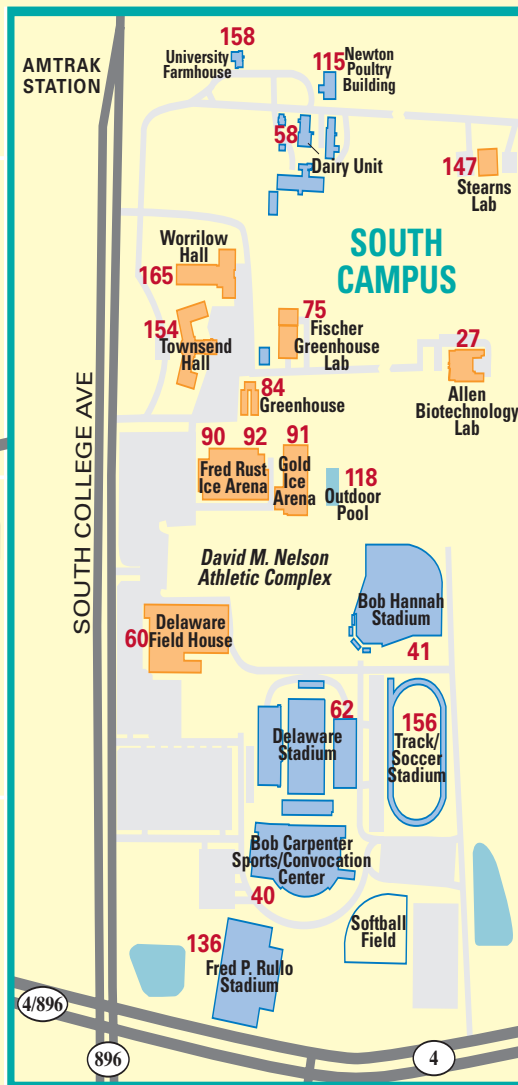 AMTRAK
STATION
158
University
Farmhouse
115
Newton
Poultry
Building
58
Dairy Unit
147
Stearns
Lab
SOUTH
CAMPUS
Worrilow
Hall
165
154
Townsend
Hall
75
Fischer
Greenhouse
Lab
27
Allen
Biotechnology
Lab
84
Greenhouse
90
92
Fred Rust
Ice Arena
91
Gold
Ice
Arena
118
Outdoor
Pool
SOUTH COLLEGE AVE
David M. Nelson
Athletic Complex
Bob Hannah
Stadium
41
Delaware
Field House
60
62
Delaware
Stadium
156
Track/
Soccer
Stadium
Bob Carpenter
Sports/Convocation
Center
40
Softball
Field
136
Fred P. Rullo
Stadium
4/896
896
4